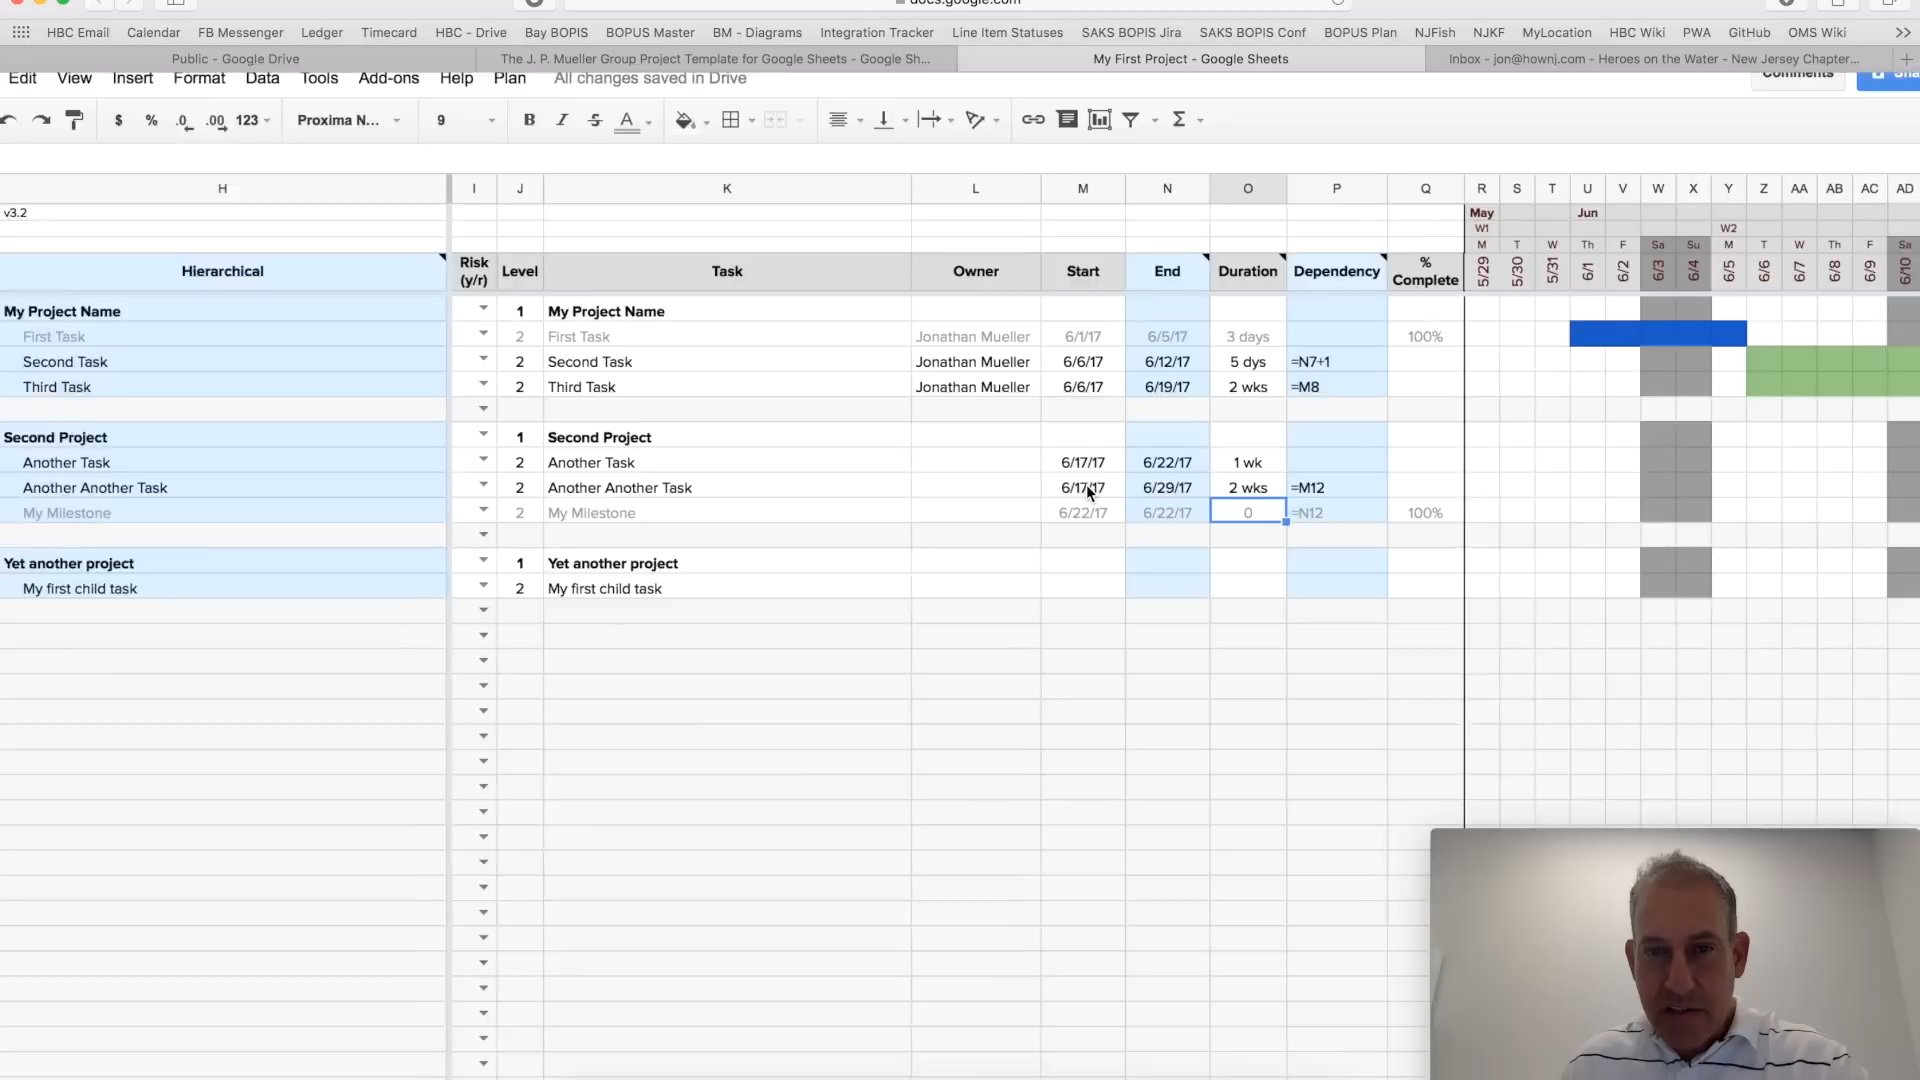 docs.google.com
HBC Email Calendar FB Messenger Ledger Timecard HBC - Drive Bay BOPIS BOPUS Master BM - Diagrams Integration Tracker Line Item Statuses SAKS BOPIS Jira SAKS BOPIS Conf BOPUS Plan NJFish NJKF MyLocation HBC Wiki PWA GitHub OMS Wiki
Public - Google Drive The J. P. Mueller Group Project Template for Google Sheets - Google Sh... My First Project - Google Sheets Inbox - jon@hownj.com - Heroes on the Water - New Jersey Chapter...
Edit View Insert Format Data Tools Add-ons Help Plan All changes saved in Drive Comments
$ % .0 .00 123 Proxima N... 9 B I S A Σ
H I J K L M N O P Q R S T U V W X Y Z AA AB AC AD
v3.2 May Jun
W1 W2
M T W Th F Sa Su M T W Th F Sa
Hierarchical Risk (y/r) Level Task Owner Start End Duration Dependency % Complete 5/29 5/30 5/31 6/1 6/2 6/3 6/4 6/5 6/6 6/7 6/8 6/9 6/10
My Project Name 1 My Project Name
First Task 2 First Task Jonathan Mueller 6/1/17 6/5/17 3 days 100%
Second Task 2 Second Task Jonathan Mueller 6/6/17 6/12/17 5 dys =N7+1
Third Task 2 Third Task Jonathan Mueller 6/6/17 6/19/17 2 wks =M8
Second Project 1 Second Project
Another Task 2 Another Task 6/17/17 6/22/17 1 wk
Another Another Task 2 Another Another Task 6/17/17 6/29/17 2 wks =M12
My Milestone 2 My Milestone 6/22/17 6/22/17 0 =N12 100%
Yet another project 1 Yet another project
My first child task 2 My first child task